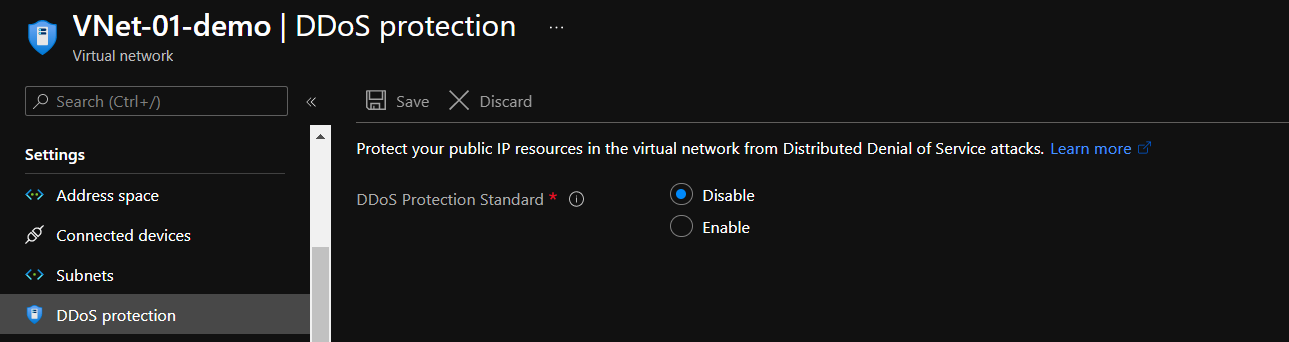 VNet-01-demo | DDoS protection ...
Virtual network
Search (Ctrl+/)
«
Save
Discard
Settings
Address space
Connected devices
Subnets
DDoS protection
Protect your public IP resources in the virtual network from Distributed Denial of Service attacks. Learn more
DDoS Protection Standard *
Disable
Enable